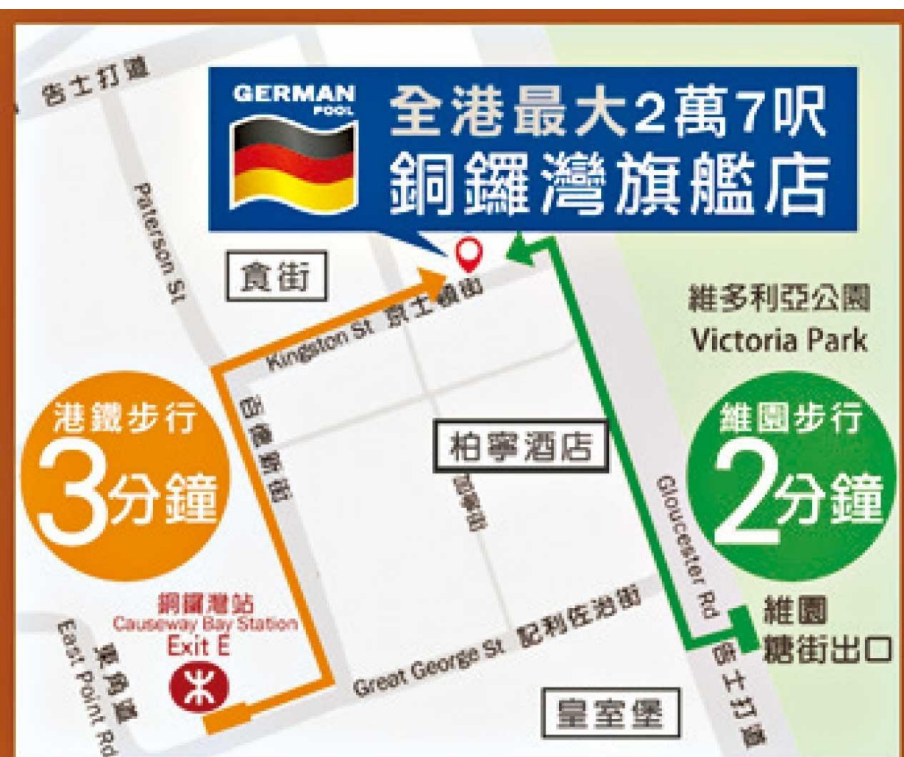 告士打道
GERMAN
POOL
全港最大2萬7呎
銅鑼灣旗艦店
Paterson St
食街
Kingston St 京士頓街
維多利亞公園
Victoria Park
港鐵步行
3分鐘
百德新街
柏寧酒店
加寧街
維園步行
2分鐘
Gloucester Rd
銅鑼灣站
Causeway Bay Station
Exit E
東角道
East Point Rd
Great George St 記利佐治街
維園
糖街出口
告士打道
皇室堡